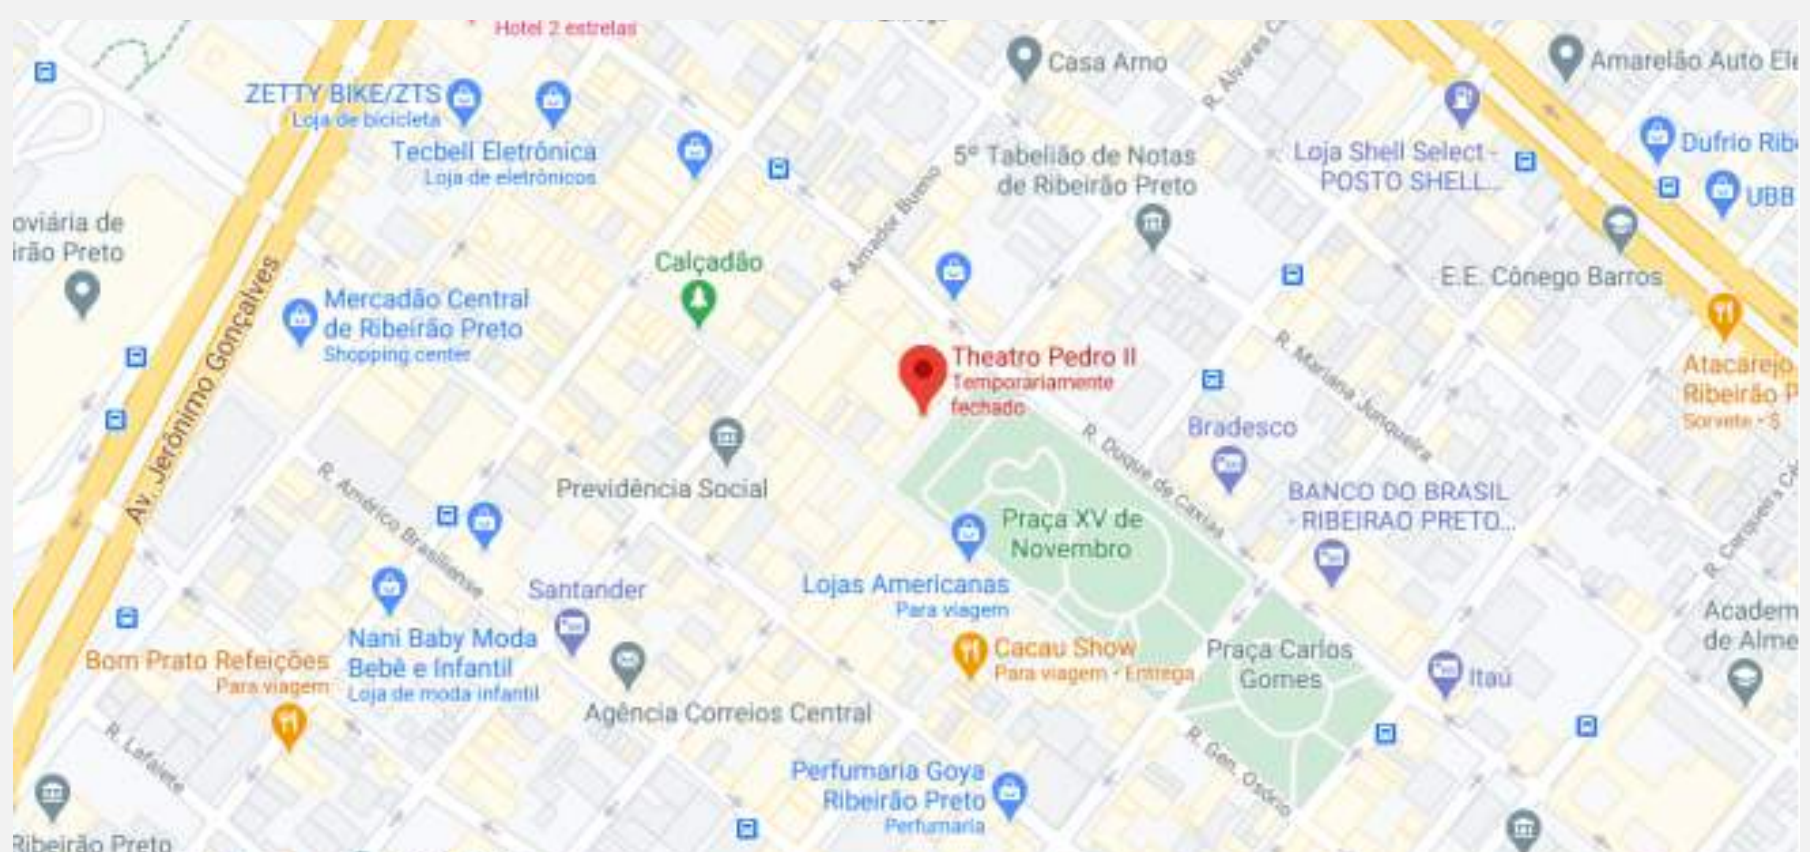 Hotel 2 estrelas
Casa Arno
R. Álvares C
Amarelão Auto Ele
ZETTY BIKE/ZTS
Loja de bicicleta
Tecbell Eletrônica
Loja de eletrônicos
5º Tabelião de Notas
de Ribeirão Preto
Loja Shell Select -
POSTO SHELL...
Dufrio Rib
UBB
oviária de
irão Preto
R. Amador Bueno
Calçadão
E.E. Cônego Barros
Mercadão Central
de Ribeirão Preto
Shopping center
Av. Jerônimo Gonçalves
Theatro Pedro II
Temporariamente
fechado
R. Mariana Junqueira
Atacarejo
Ribeirão P
Sorvete - $
R. Duque de Caxias
Bradesco
Previdência Social
BANCO DO BRASIL
- RIBEIRAO PRETO...
R. Américo Brasiliense
Praça XV de
Novembro
R. Cerqueira Cé
Lojas Americanas
Para viagem
Santander
Nani Baby Moda
Bebê e Infantil
Loja de moda infantil
Bom Prato Refeições
Para viagem
Cacau Show
Para viagem - Entrega
Praça Carlos
Gomes
Itaú
Academ
de Alme
Agência Correios Central
R. Lafaiete
R. Gen. Osório
Perfumaria Goya
Ribeirão Preto
Perfumaria
Ribeirão Preto